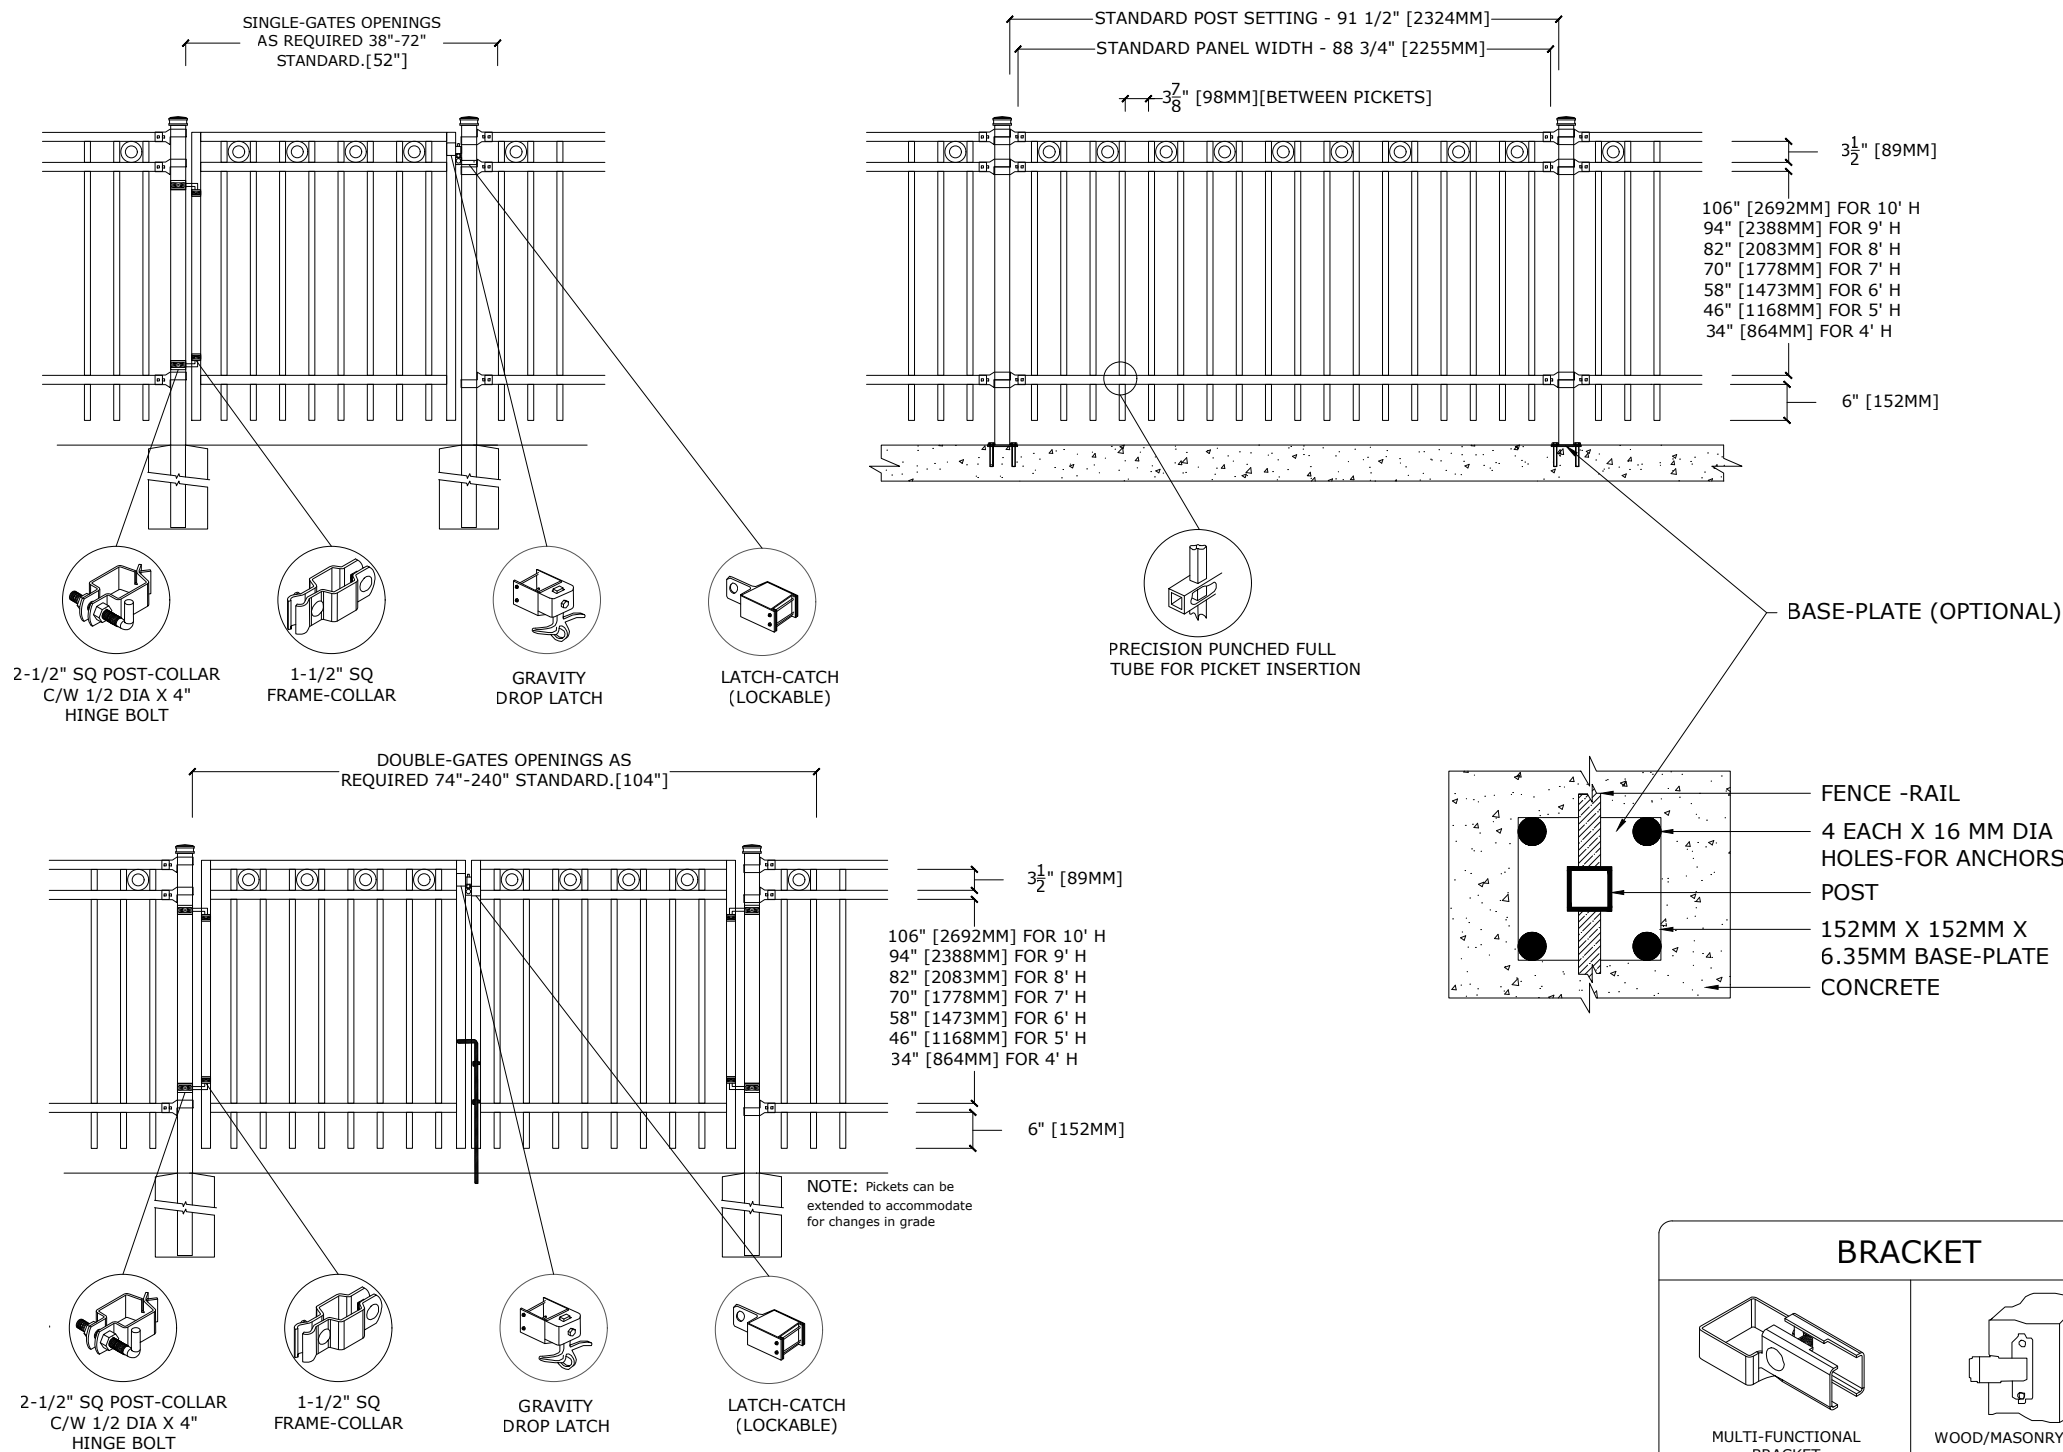 SINGLE-GATES OPENINGS
AS REQUIRED 38"-72"
STANDARD.[52"]
STANDARD POST SETTING - 91 1/2" [2324MM]
STANDARD PANEL WIDTH - 88 3/4" [2255MM]
3 7/8" [98MM][BETWEEN PICKETS]
3 1/2" [89MM]
106" [2692MM] FOR 10' H
94" [2388MM] FOR 9' H
82" [2083MM] FOR 8' H
70" [1778MM] FOR 7' H
58" [1473MM] FOR 6' H
46" [1168MM] FOR 5' H
34" [864MM] FOR 4' H
6" [152MM]
2-1/2" SQ POST-COLLAR
C/W 1/2 DIA X 4"
HINGE BOLT
1-1/2" SQ
FRAME-COLLAR
GRAVITY
DROP LATCH
LATCH-CATCH
(LOCKABLE)
PRECISION PUNCHED FULL
TUBE FOR PICKET INSERTION
BASE-PLATE (OPTIONAL)
DOUBLE-GATES OPENINGS AS
REQUIRED 74"-240" STANDARD.[104"]
3 1/2" [89MM]
106" [2692MM] FOR 10' H
94" [2388MM] FOR 9' H
82" [2083MM] FOR 8' H
70" [1778MM] FOR 7' H
58" [1473MM] FOR 6' H
46" [1168MM] FOR 5' H
34" [864MM] FOR 4' H
6" [152MM]
NOTE: Pickets can be
extended to accommodate
for changes in grade
FENCE -RAIL
4 EACH X 16 MM DIA
HOLES-FOR ANCHORS
POST
152MM X 152MM X
6.35MM BASE-PLATE
CONCRETE
2-1/2" SQ POST-COLLAR
C/W 1/2 DIA X 4"
HINGE BOLT
1-1/2" SQ
FRAME-COLLAR
GRAVITY
DROP LATCH
LATCH-CATCH
(LOCKABLE)
BRACKET
MULTI-FUNCTIONAL
BRACKET
WOOD/MASONRY